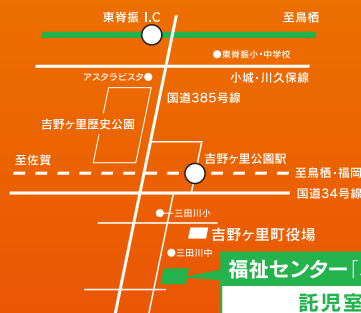 東脊振 I.C
至鳥栖
東脊振小・中学校
アスタラビスタ
小城・川久保線
国道385号線
吉野ヶ里歴史公園
至佐賀
吉野ヶ里公園駅
至鳥栖・福岡
国道34号線
三田川小
吉野ヶ里町役場
三田川中
福祉センター「
託児室